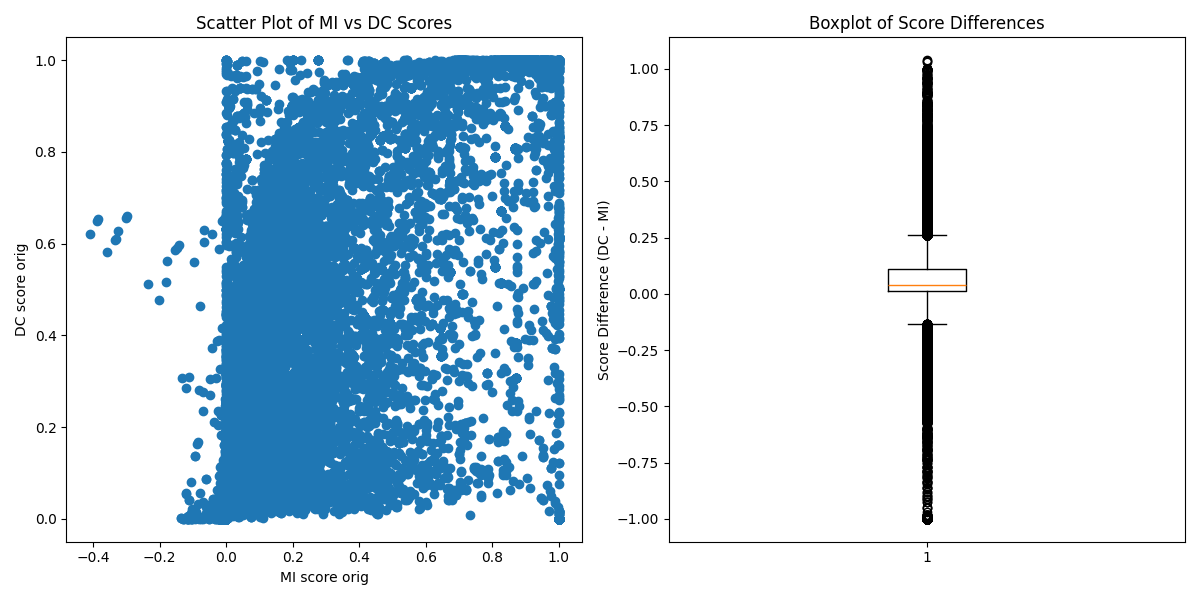 Scatter Plot of MI vs DC Scores
1.0
0.8
0.6
0.4
0.2
0.0
DC score orig
−0.4 −0.2 0.0 0.2 0.4 0.6 0.8 1.0
MI score orig
Boxplot of Score Differences
1.00
0.75
0.50
0.25
0.00
−0.25
−0.50
−0.75
−1.00
Score Difference (DC - MI)
1